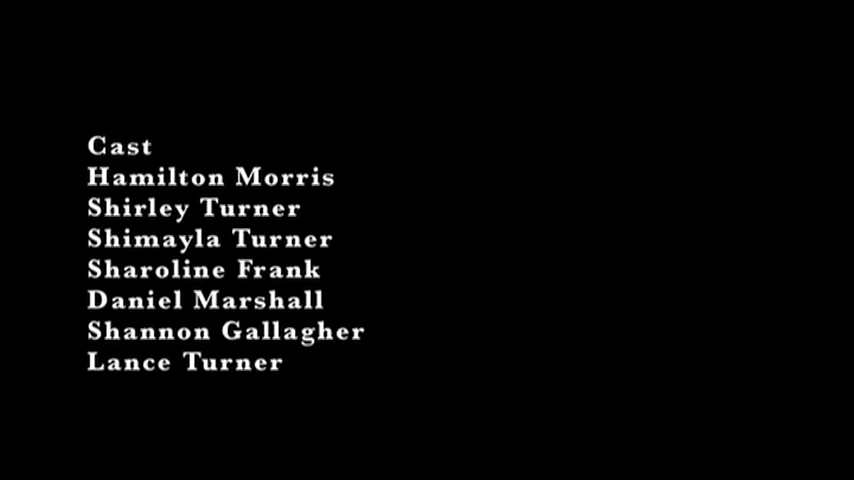 Cast
Hamilton Morris
Shirley Turner
Shimayla Turner
Sharoline Frank
Daniel Marshall
Shannon Gallagher
Lance Turner